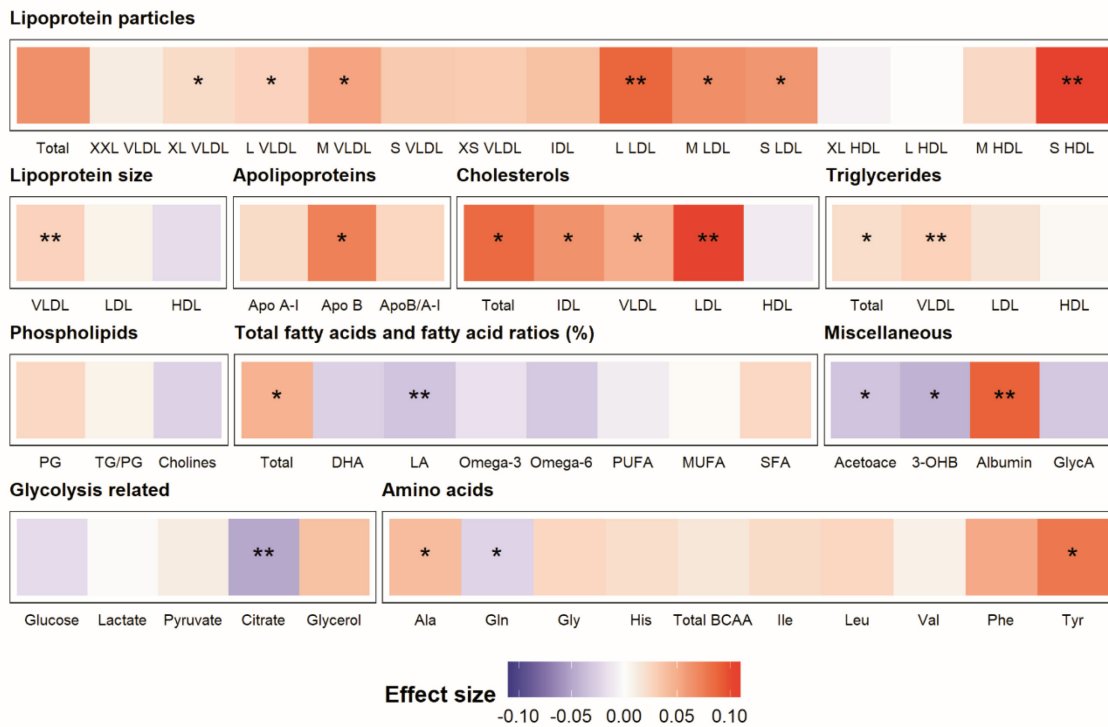 Lipoprotein particles
* * * ** * * **
Total XXL VLDL XL VLDL L VLDL M VLDL S VLDL XS VLDL IDL L LDL M LDL S LDL XL HDL L HDL M HDL S HDL
Lipoprotein size Apolipoproteins Cholesterols Triglycerides
** * * * * ** * **
VLDL LDL HDL Apo A-I Apo B ApoB/A-I Total IDL VLDL LDL HDL Total VLDL LDL HDL
Phospholipids Total fatty acids and fatty acid ratios (%) Miscellaneous
* ** * * **
PG TG/PG Cholines Total DHA LA Omega-3 Omega-6 PUFA MUFA SFA Acetoace 3-OHB Albumin GlycA
Glycolysis related Amino acids
** * * *
Glucose Lactate Pyruvate Citrate Glycerol Ala Gln Gly His Total BCAA Ile Leu Val Phe Tyr
Effect size
-0.10 -0.05 0.00 0.05 0.10